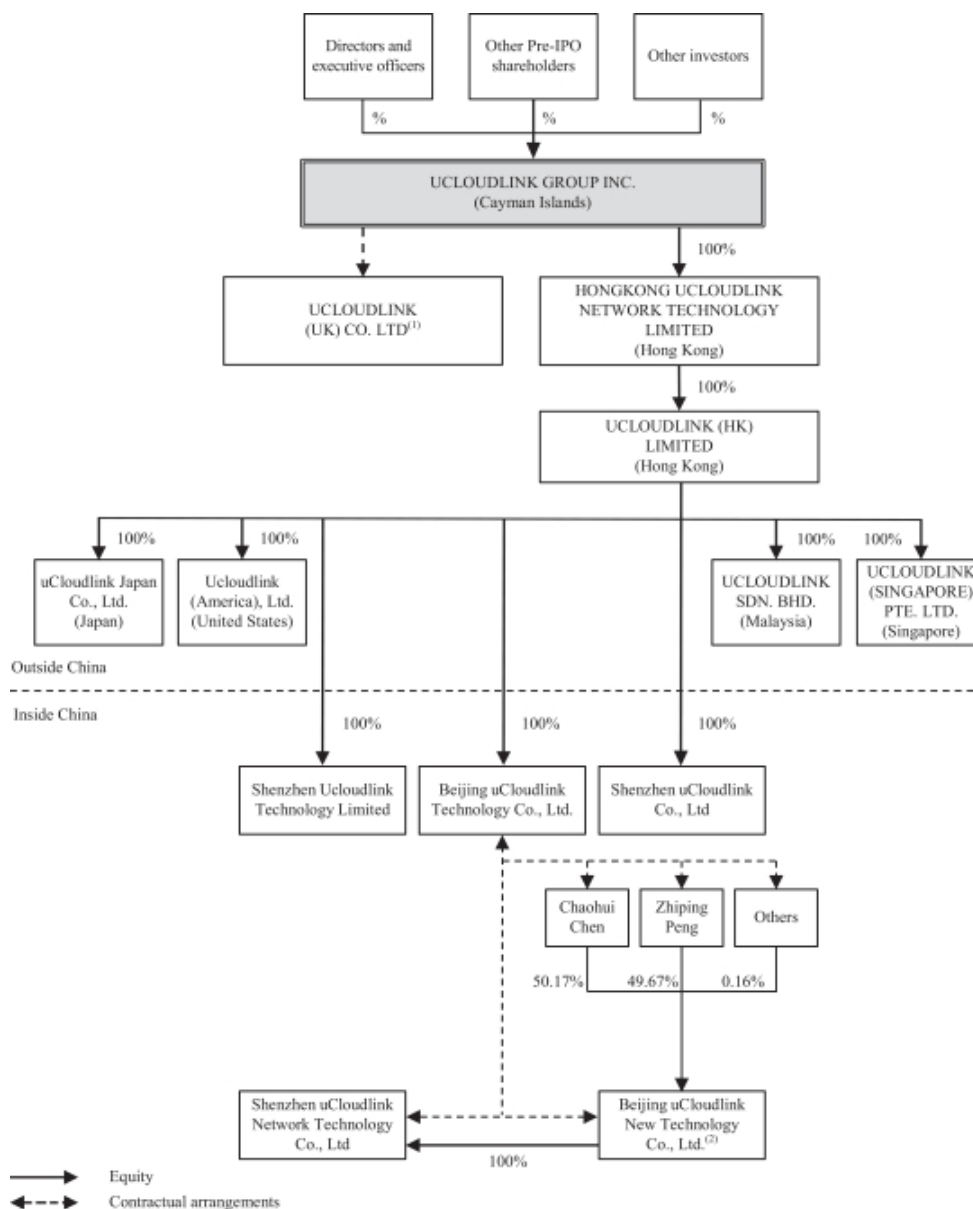 Directors and
executive officers
Other Pre-IPO
shareholders
Other investors
%
%
%
UCLOUDLINK GROUP INC.
(Cayman Islands)
100%
UCLOUDLINK
(UK) CO. LTD(1)
HONGKONG UCLOUDLINK
NETWORK TECHNOLOGY
LIMITED
(Hong Kong)
100%
UCLOUDLINK (HK)
LIMITED
(Hong Kong)
100%
100%
100%
100%
uCloudlink Japan
Co., Ltd.
(Japan)
Ucloudlink
(America), Ltd.
(United States)
UCLOUDLINK
SDN. BHD.
(Malaysia)
UCLOUDLINK
(SINGAPORE)
PTE. LTD.
(Singapore)
Outside China
Inside China
100%
100%
100%
Shenzhen Ucloudlink
Technology Limited
Beijing uCloudlink
Technology Co., Ltd.
Shenzhen uCloudlink
Co., Ltd
Chaohui
Chen
Zhiping
Peng
Others
50.17%
49.67%
0.16%
Shenzhen uCloudlink
Network Technology
Co., Ltd
Beijing uCloudlink
New Technology
Co., Ltd.(2)
100%
Equity
Contractual arrangements